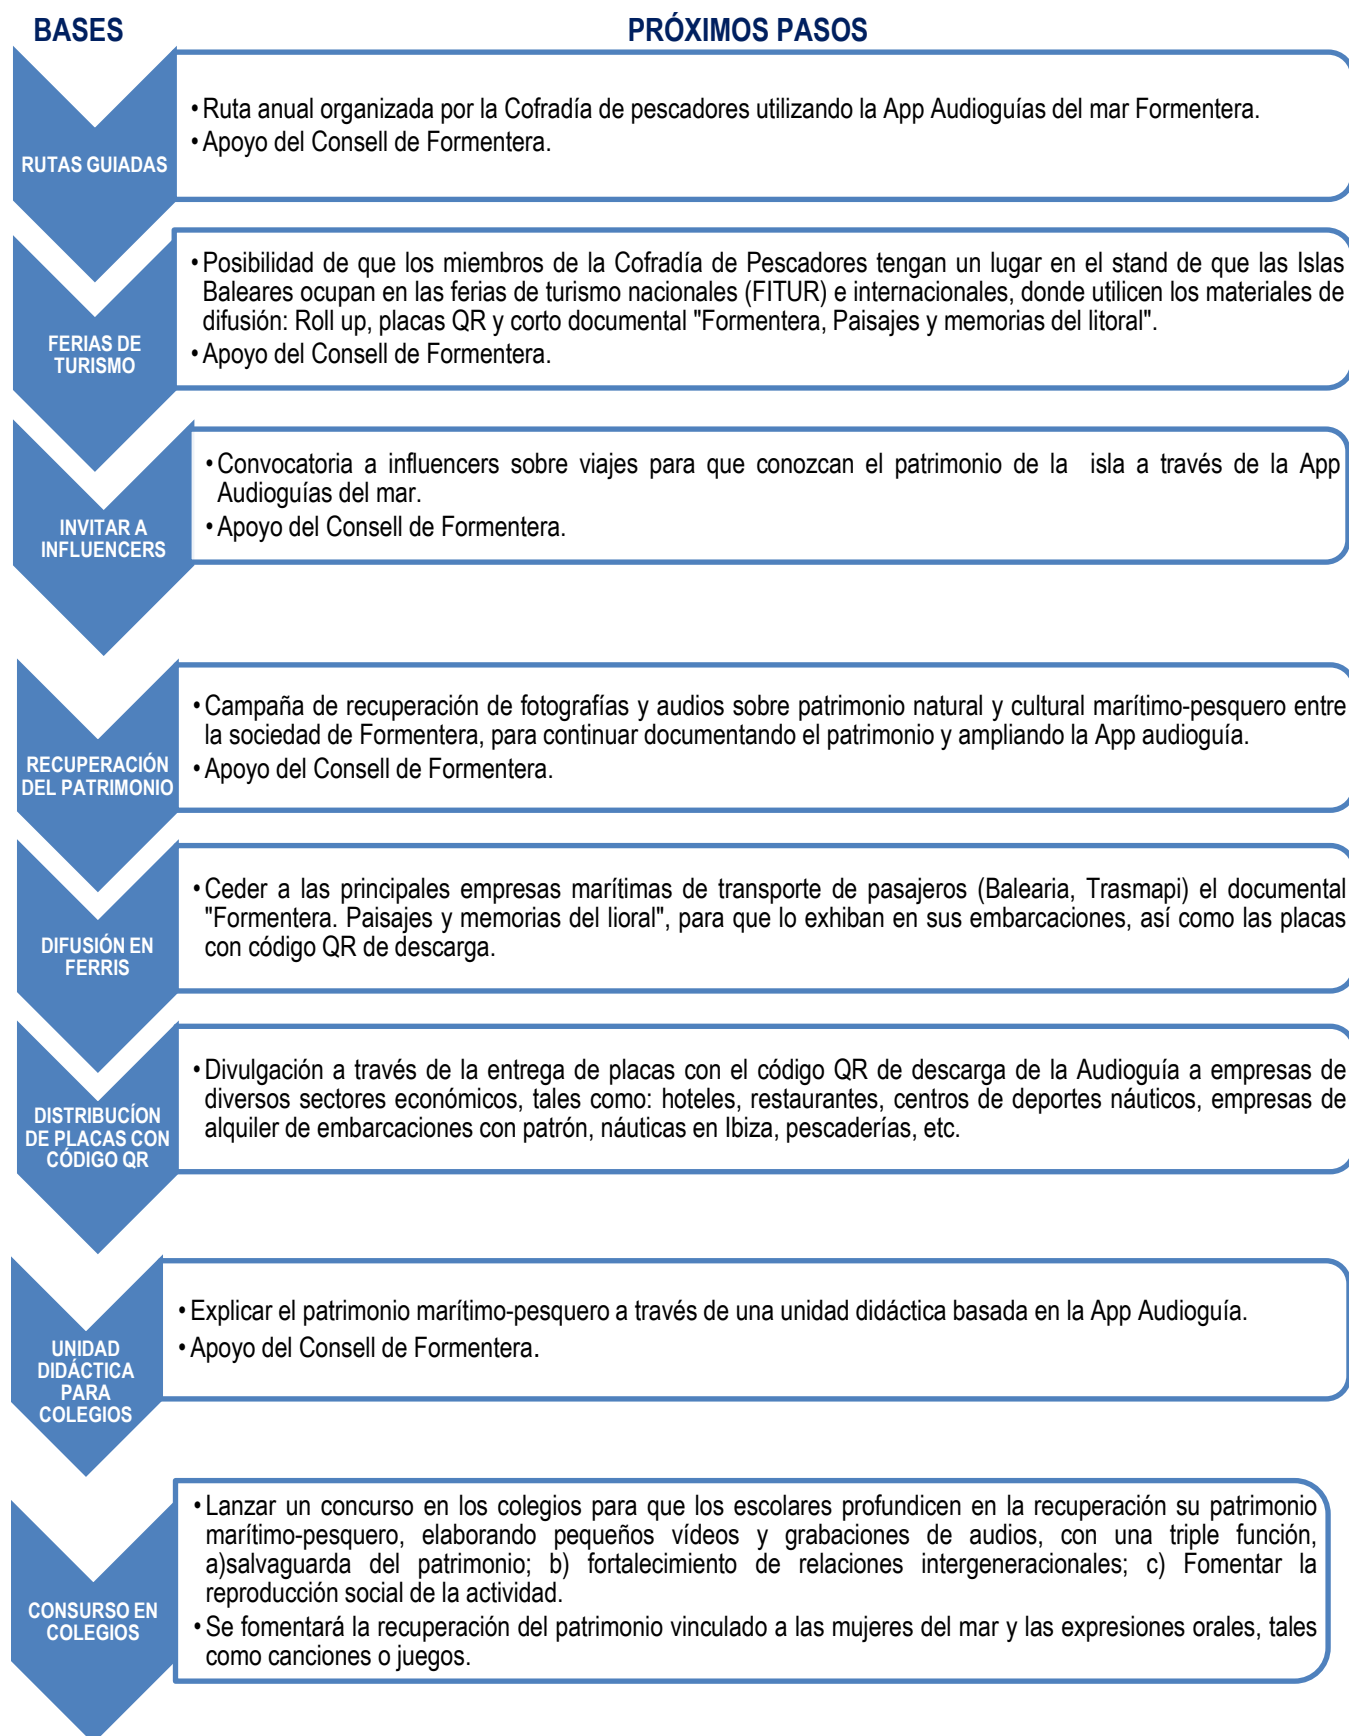 BASES
PRÓXIMOS PASOS
RUTAS GUIADAS
• Ruta anual organizada por la Cofradía de pescadores utilizando la App Audioguías del mar Formentera.
• Apoyo del Consell de Formentera.
FERIAS DE
TURISMO
• Posibilidad de que los miembros de la Cofradía de Pescadores tengan un lugar en el stand de que las Islas
Baleares ocupan en las ferias de turismo nacionales (FITUR) e internacionales, donde utilicen los materiales de
difusión: Roll up, placas QR y corto documental "Formentera, Paisajes y memorias del litoral".
• Apoyo del Consell de Formentera.
INVITAR A
INFLUENCERS
• Convocatoria a influencers sobre viajes para que conozcan el patrimonio de la isla a través de la App
Audioguías del mar.
• Apoyo del Consell de Formentera.
RECUPERACIÓN
DEL PATRIMONIO
• Campaña de recuperación de fotografías y audios sobre patrimonio natural y cultural marítimo-pesquero entre
la sociedad de Formentera, para continuar documentando el patrimonio y ampliando la App audioguía.
• Apoyo del Consell de Formentera.
DIFUSIÓN EN
FERRIS
• Ceder a las principales empresas marítimas de transporte de pasajeros (Balearia, Trasmapi) el documental
"Formentera. Paisajes y memorias del lioral", para que lo exhiban en sus embarcaciones, así como las placas
con código QR de descarga.
DISTRIBUCÍON
DE PLACAS CON
CÓDIGO QR
• Divulgación a través de la entrega de placas con el código QR de descarga de la Audioguía a empresas de
diversos sectores económicos, tales como: hoteles, restaurantes, centros de deportes náuticos, empresas de
alquiler de embarcaciones con patrón, náuticas en Ibiza, pescaderías, etc.
UNIDAD
DIDÁCTICA
PARA
COLEGIOS
• Explicar el patrimonio marítimo-pesquero a través de una unidad didáctica basada en la App Audioguía.
• Apoyo del Consell de Formentera.
CONSURSO EN
COLEGIOS
• Lanzar un concurso en los colegios para que los escolares profundicen en la recuperación su patrimonio
marítimo-pesquero, elaborando pequeños vídeos y grabaciones de audios, con una triple función,
a)salvaguarda del patrimonio; b) fortalecimiento de relaciones intergeneracionales; c) Fomentar la
reproducción social de la actividad.
• Se fomentará la recuperación del patrimonio vinculado a las mujeres del mar y las expresiones orales, tales
como canciones o juegos.